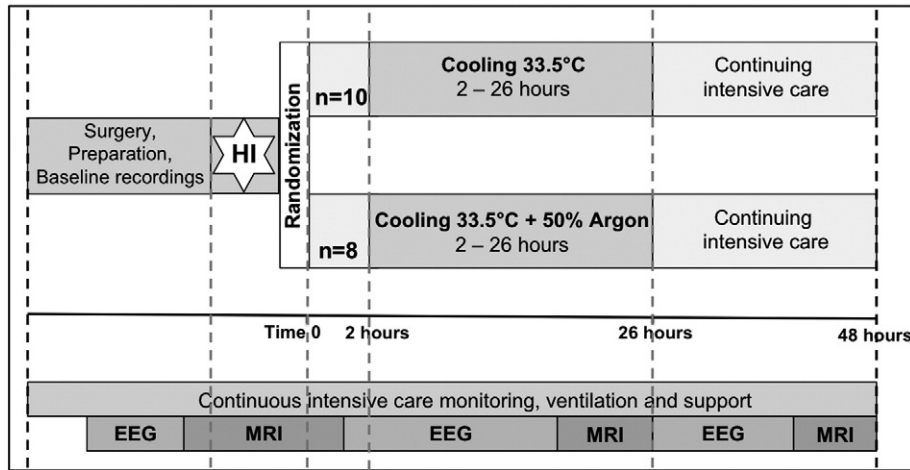 Surgery,
Preparation,
Baseline recordings
HI
Randomization
n=10
Cooling 33.5°C
2 – 26 hours
Continuing
intensive care
n=8
Cooling 33.5°C + 50% Argon
2 – 26 hours
Continuing
intensive care
Time 0
2 hours
26 hours
48 hours
Continuous intensive care monitoring, ventilation and support
EEG
MRI
EEG
MRI
EEG
MRI